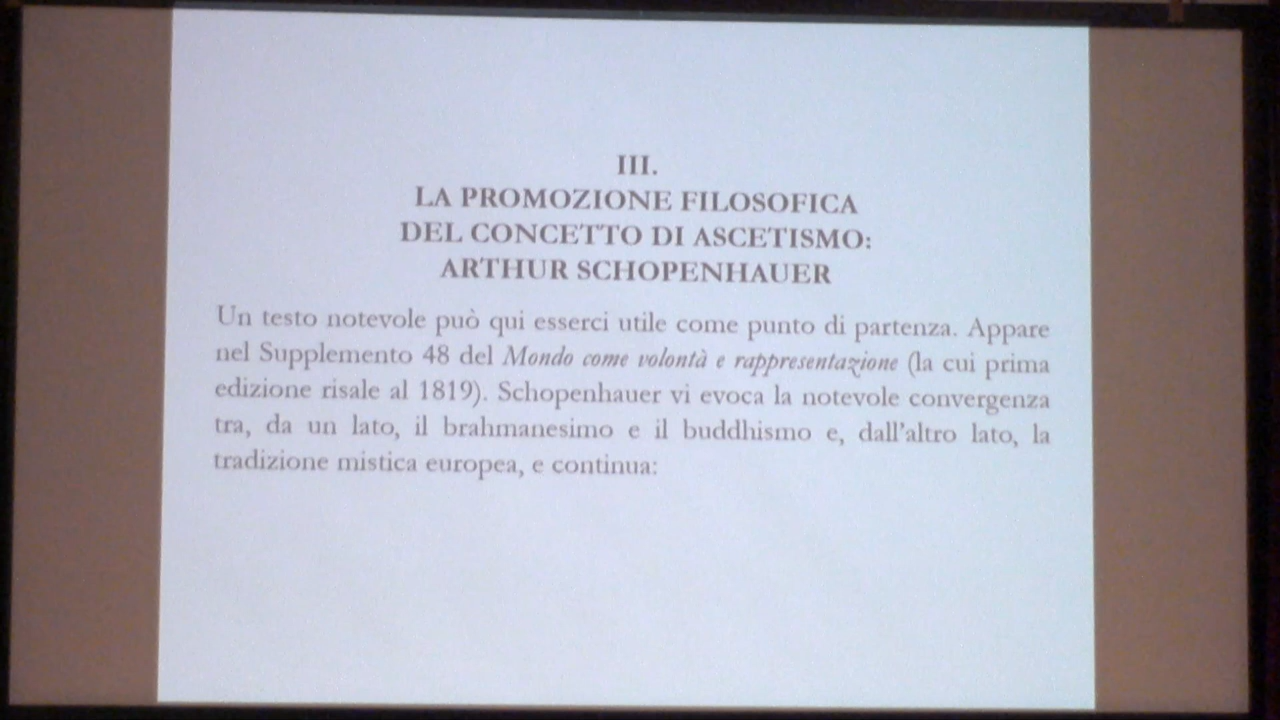 III.
LA PROMOZIONE FILOSOFICA
DEL CONCETTO DI ASCETISMO:
ARTHUR SCHOPENHAUER
Un testo notevole può qui esserci utile come punto di partenza. Appare
nel Supplemento 48 del Mondo come volontà e rappresentazione (la cui prima
edizione risale al 1819). Schopenhauer vi evoca la notevole convergenza
tra, da un lato, il brahmanesimo e il buddhismo e, dall'altro lato, la
tradizione mistica europea, e continua: